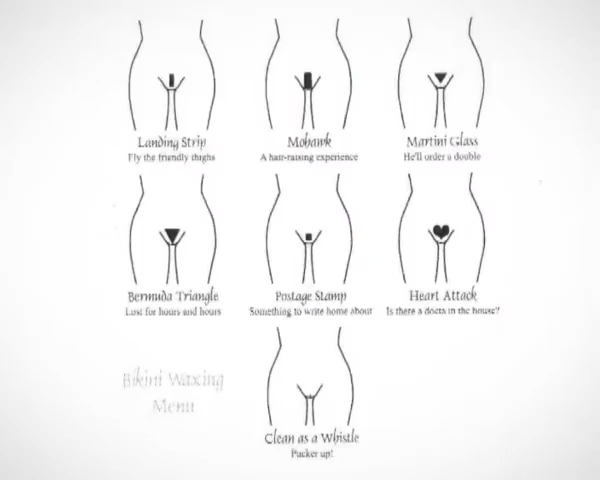 Landing Strip
Fly the friendly thighs
Mohawk
A hair-raising experience
Martini Glass
He'll order a double
Bermuda Triangle
Lost for hours and hours
Postage Stamp
Something to write home about
Heart Attack
Is there a docta in the house?
Bikini Waxing
Menu
Clean as a Whistle
Pucker up!